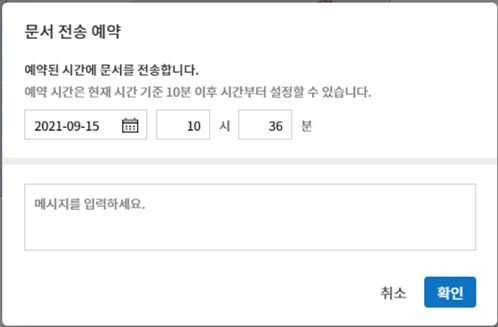 문서 전송 예약
예약된 시간에 문서를 전송합니다.
예약 시간은 현재 시간 기준 10분 이후 시간부터 설정할 수 있습니다.
2021-09-15 10 시 36 분
메시지를 입력하세요.
취소 확인